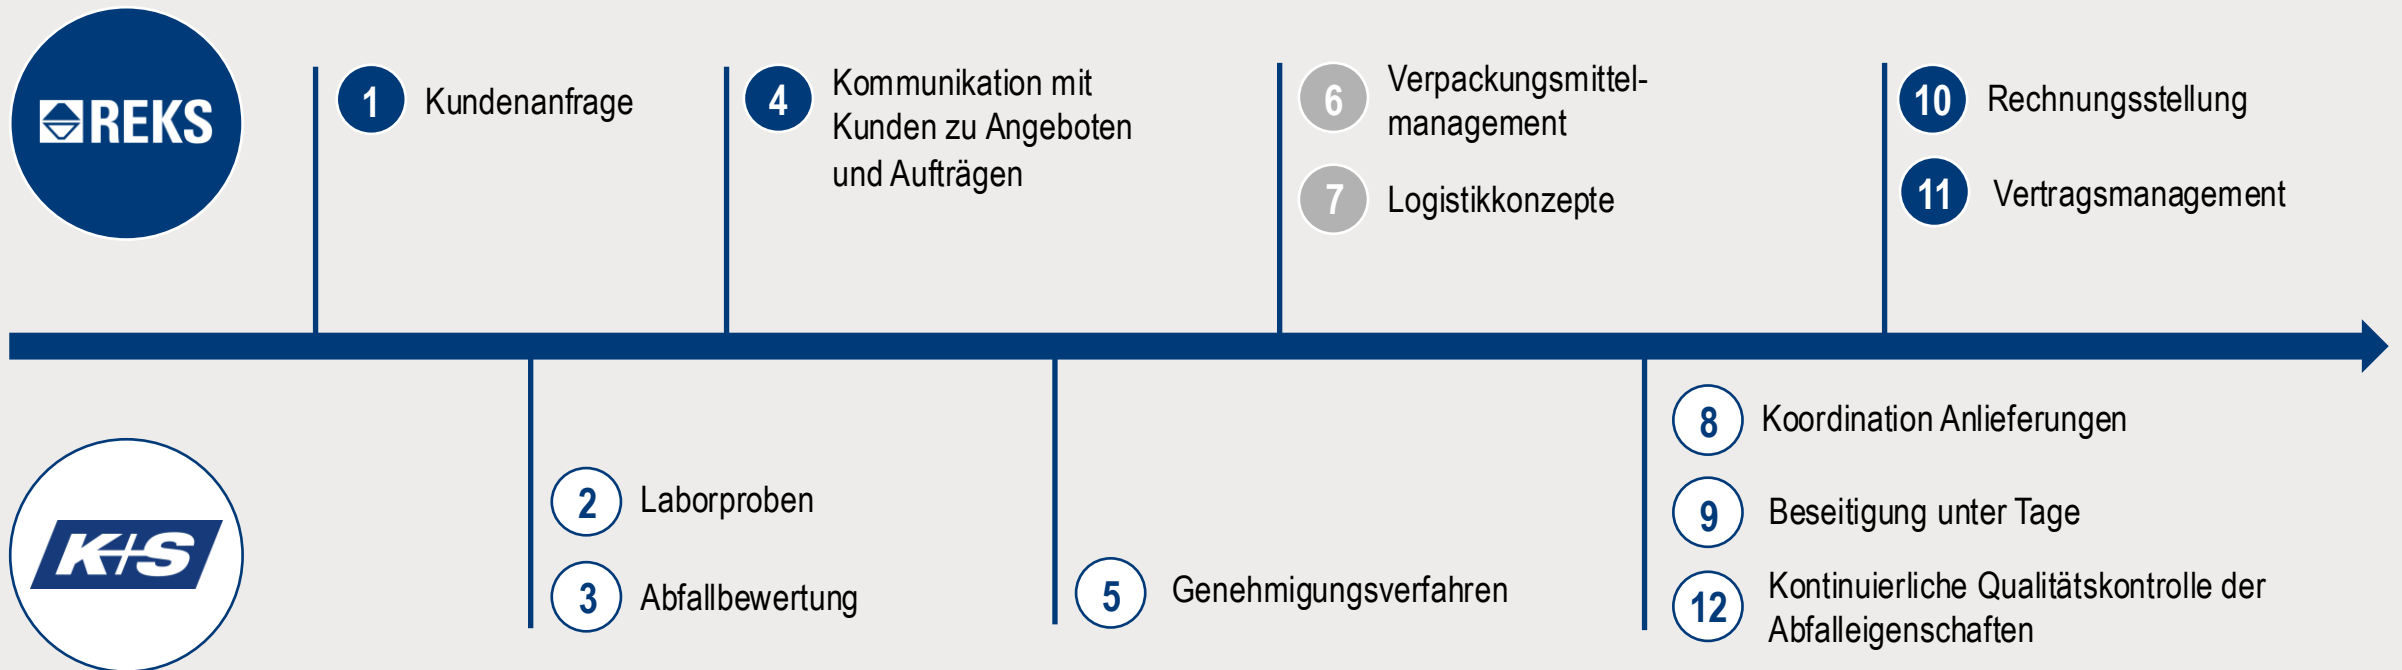 REKS
1 Kundenanfrage
4 Kommunikation mit
Kunden zu Angeboten
und Aufträgen
6 Verpackungsmittel-
management
7 Logistikkonzepte
10 Rechnungsstellung
11 Vertragsmanagement
K+S
2 Laborproben
3 Abfallbewertung
5 Genehmigungsverfahren
8 Koordination Anlieferungen
9 Beseitigung unter Tage
12 Kontinuierliche Qualitätskontrolle der
Abfalleigenschaften